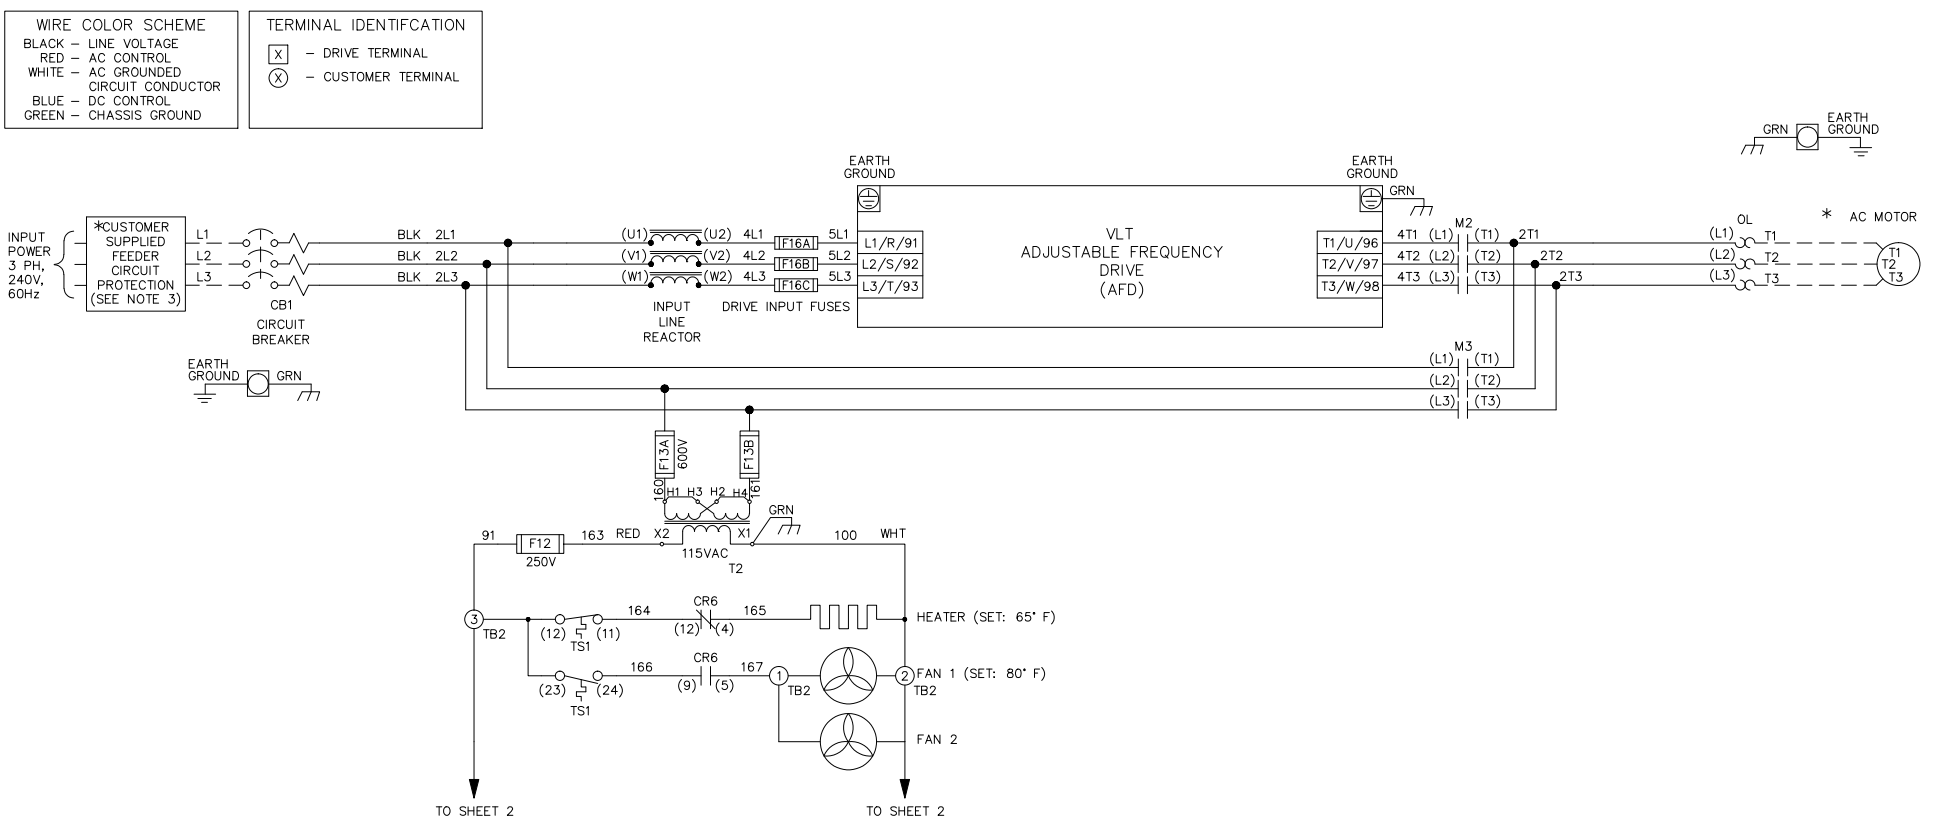 WIRE COLOR SCHEME
BLACK – LINE VOLTAGE
RED – AC CONTROL
WHITE – AC GROUNDED
CIRCUIT CONDUCTOR
BLUE – DC CONTROL
GREEN – CHASSIS GROUND
TERMINAL IDENTIFCATION
X – DRIVE TERMINAL
X – CUSTOMER TERMINAL
INPUT
POWER
3 PH,
240V,
60Hz
*CUSTOMER
SUPPLIED
FEEDER
CIRCUIT
PROTECTION
(SEE NOTE 3)
L1
L2
L3
CB1
CIRCUIT
BREAKER
EARTH
GROUND
GRN
BLK 2L1
BLK 2L2
BLK 2L3
(U1) (U2) 4L1 F16A 5L1
(V1) (V2) 4L2 F16B 5L2
(W1) (W2) 4L3 F16C 5L3
INPUT
LINE
REACTOR
DRIVE INPUT FUSES
EARTH
GROUND
L1/R/91
L2/S/92
L3/T/93
VLT
ADJUSTABLE FREQUENCY
DRIVE
(AFD)
EARTH
GROUND
GRN
T1/U/96
T2/V/97
T3/W/98
M2
4T1 (L1) (T1) 2T1
4T2 (L2) (T2) 2T2
4T3 (L3) (T3) 2T3
M3
(L1) (T1)
(L2) (T2)
(L3) (T3)
GRN
EARTH
GROUND
OL
* AC MOTOR
(L1) T1
(L2) T2
(L3) T3
T1
T2
T3
F13A
600V
F13B
160
161
H1 H3 H2 H4
GRN
91
F12
250V
163 RED X2
X1
115VAC
T2
100 WHT
3
TB2
(12) (11)
TS1
164
CR6
(12) (4)
165
HEATER (SET: 65° F)
(23) (24)
TS1
166
CR6
(9) (5)
167
1
TB2
2
TB2
FAN 1 (SET: 80° F)
FAN 2
TO SHEET 2
TO SHEET 2